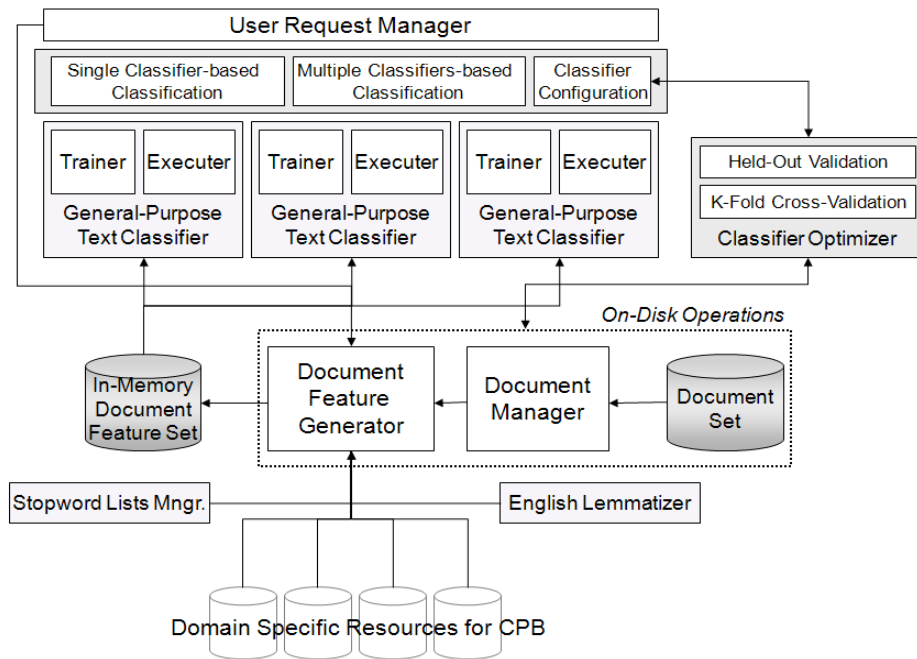 User Request Manager
Single Classifier-based
Classification
Multiple Classifiers-based
Classification
Classifier
Configuration
Trainer
Executer
General-Purpose
Text Classifier
Trainer
Executer
General-Purpose
Text Classifier
Trainer
Executer
General-Purpose
Text Classifier
Held-Out Validation
K-Fold Cross-Validation
Classifier Optimizer
On-Disk Operations
In-Memory
Document
Feature Set
Document
Feature
Generator
Document
Manager
Document
Set
Stopword Lists Mngr.
English Lemmatizer
Domain Specific Resources for CPB